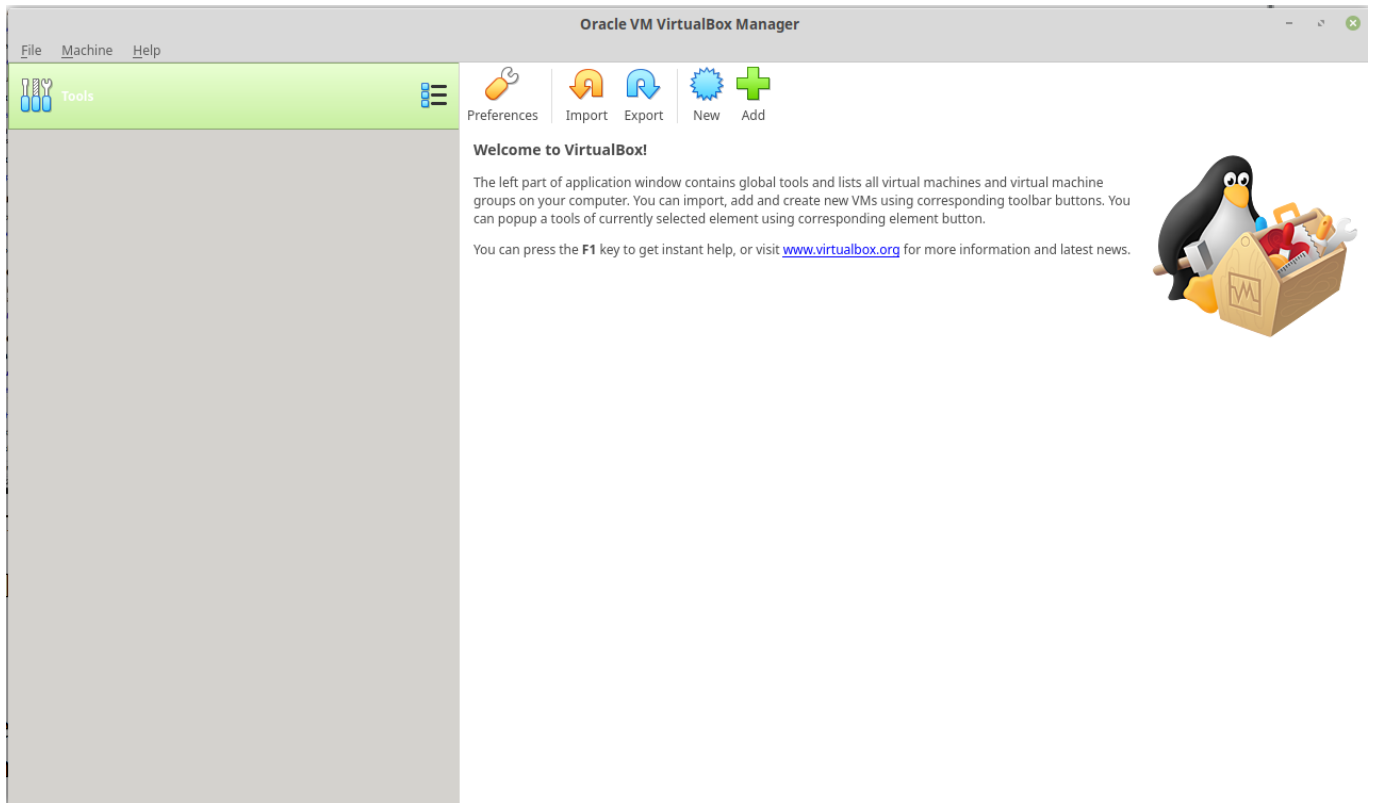 Oracle VM VirtualBox Manager
File Machine Help
Tools
Preferences Import Export New Add
Welcome to VirtualBox!
The left part of application window contains global tools and lists all virtual machines and virtual machine
groups on your computer. You can import, add and create new VMs using corresponding toolbar buttons. You
can popup a tools of currently selected element using corresponding element button.
You can press the F1 key to get instant help, or visit www.virtualbox.org for more information and latest news.